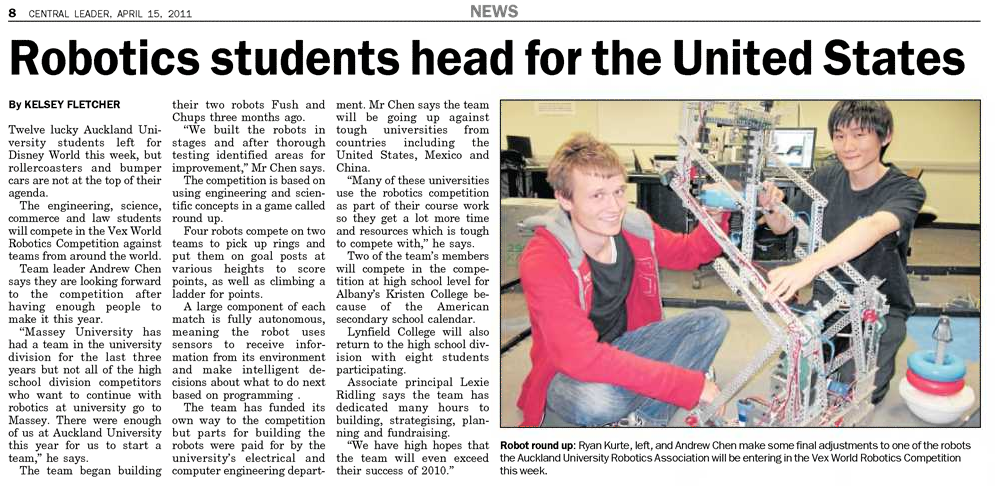 8 CENTRAL LEADER, APRIL 15, 2011
NEWS
Robotics students head for the United States
By KELSEY FLETCHER
Twelve lucky Auckland Uni-
versity students left for
Disney World this week, but
rollercoasters and bumper
cars are not at the top of their
agenda.
The engineering, science,
commerce and law students
will compete in the Vex World
Robotics Competition against
teams from around the world.
Team leader Andrew Chen
says they are looking forward
to the competition after
having enough people to
make it this year.
“Massey University has
had a team in the university
division for the last three
years but not all of the high
school division competitors
who want to continue with
robotics at university go to
Massey. There were enough
of us at Auckland University
this year for us to start a
team,” he says.
The team began building
their two robots Fush and
Chups three months ago.
“We built the robots in
stages and after thorough
testing identified areas for
improvement,” Mr Chen says.
The competition is based on
using engineering and scien-
tific concepts in a game called
round up.
Four robots compete on two
teams to pick up rings and
put them on goal posts at
various heights to score
points, as well as climbing a
ladder for points.
A large component of each
match is fully autonomous,
meaning the robot uses
sensors to receive infor-
mation from its environment
and make intelligent de-
cisions about what to do next
based on programming .
The team has funded its
own way to the competition
but parts for building the
robots were paid for by the
university’s electrical and
computer engineering depart-
ment. Mr Chen says the team
will be going up against
tough universities from
countries including the
United States, Mexico and
China.
“Many of these universities
use the robotics competition
as part of their course work
so they get a lot more time
and resources which is tough
to compete with,” he says.
Two of the team’s members
will compete in the compe-
tition at high school level for
Albany’s Kristen College be-
cause of the American
secondary school calendar.
Lynfield College will also
return to the high school div-
ision with eight students
participating.
Associate principal Lexie
Ridling says the team has
dedicated many hours to
building, strategising, plan-
ning and fundraising.
“We have high hopes that
the team will even exceed
their success of 2010.”
Robot round up: Ryan Kurte, left, and Andrew Chen make some final adjustments to one of the robots
the Auckland University Robotics Association will be entering in the Vex World Robotics Competition
this week.